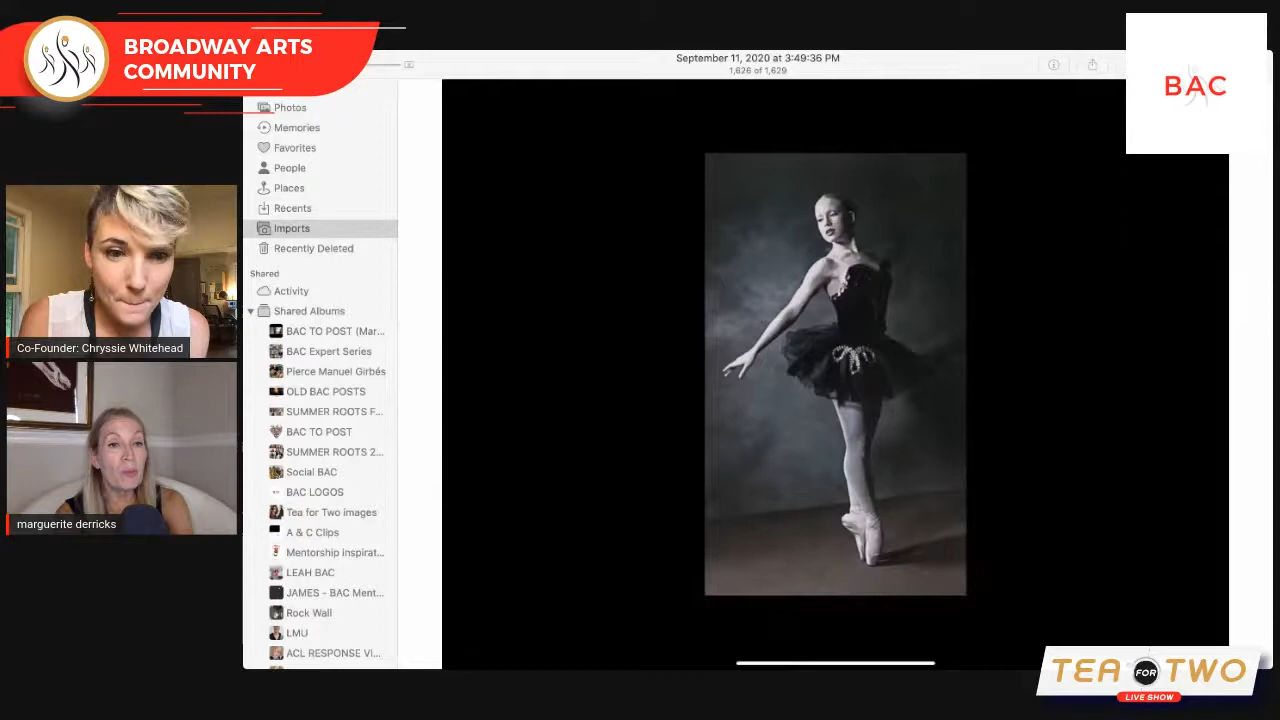 BROADWAY ARTS
COMMUNITY
September 11, 2020 at 3:49:36 PM
1,626 of 1,629
BAC
Photos
Memories
Favorites
People
Places
Recents
Imports
Recently Deleted
Shared
Activity
Shared Albums
BAC TO POST (Mar...
BAC Expert Series
Pierce Manuel Girbés
OLD BAC POSTS
SUMMER ROOTS F...
BAC TO POST
SUMMER ROOTS 2...
Social BAC
BAC LOGOS
Tea for Two images
A & C Clips
Mentorship inspirat...
LEAH BAC
JAMES - BAC Ment...
Rock Wall
LMU
ACL RESPONSE VI...
Co-Founder: Chryssie Whitehead
marguerite derricks
TEA FOR TWO
LIVE SHOW